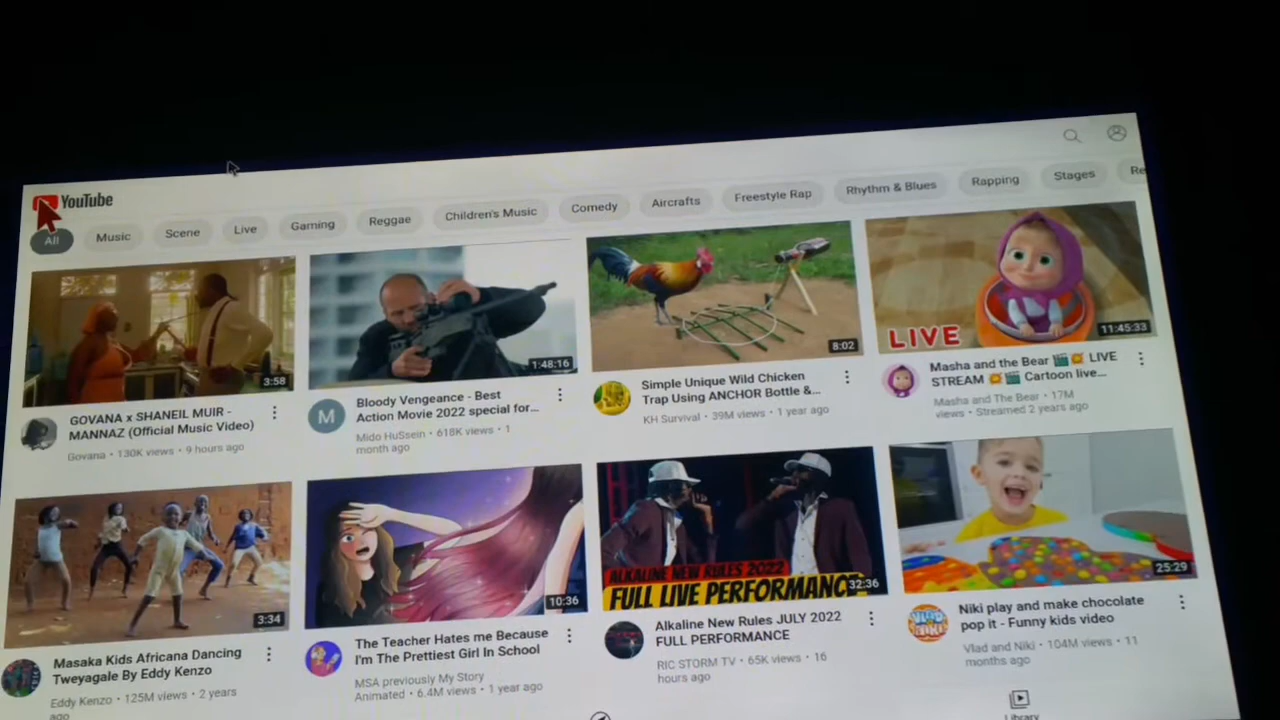 YouTube
All
Music
Scene
Live
Gaming
Reggae
Children's Music
Comedy
Aircrafts
Freestyle Rap
Rhythm & Blues
Rapping
Stages
Re
3:58
1:48:16
8:02
LIVE
11:45:33
GOVANA x SHANEIL MUIR -
MANNAZ (Official Music Video)
Govana • 130K views • 9 hours ago
M
Bloody Vengeance - Best
Action Movie 2022 special for...
Mido HuSsein • 618K views • 1
month ago
Simple Unique Wild Chicken
Trap Using ANCHOR Bottle &...
KH Survival • 39M views • 1 year ago
Masha and the Bear 🎬💥 LIVE
STREAM 💥🎬 Cartoon live...
Masha and The Bear • 17M
views • Streamed 2 years ago
3:34
10:36
ALKALINE NEW RULES 2022
FULL LIVE PERFORMANC
32:36
25:29
Masaka Kids Africana Dancing
Tweyagale By Eddy Kenzo
Eddy Kenzo • 125M views • 2 years
ago
The Teacher Hates me Because
I'm The Prettiest Girl In School
MSA previously My Story
Animated • 6.4M views • 1 year ago
Alkaline New Rules JULY 2022
FULL PERFORMANCE
RIC STORM TV • 65K views • 16
hours ago
VLAD
NIKI
Niki play and make chocolate
pop it - Funny kids video
Vlad and Niki • 104M views • 11
months ago
Library